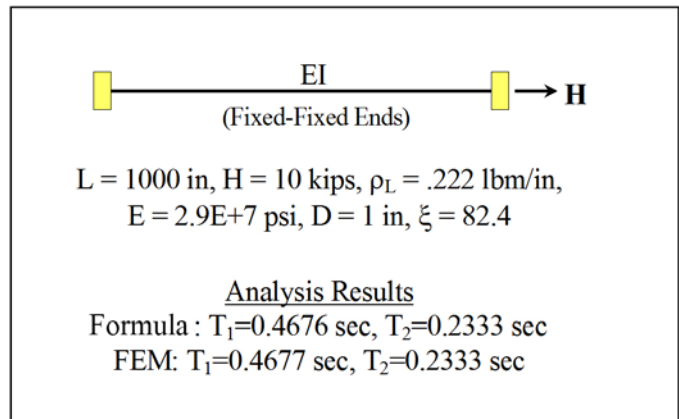 EI
H
(Fixed-Fixed Ends)
L = 1000 in, H = 10 kips, ρL = .222 lbm/in,
E = 2.9E+7 psi, D = 1 in, ξ = 82.4
Analysis Results
Formula : T1=0.4676 sec, T2=0.2333 sec
FEM: T1=0.4677 sec, T2=0.2333 sec